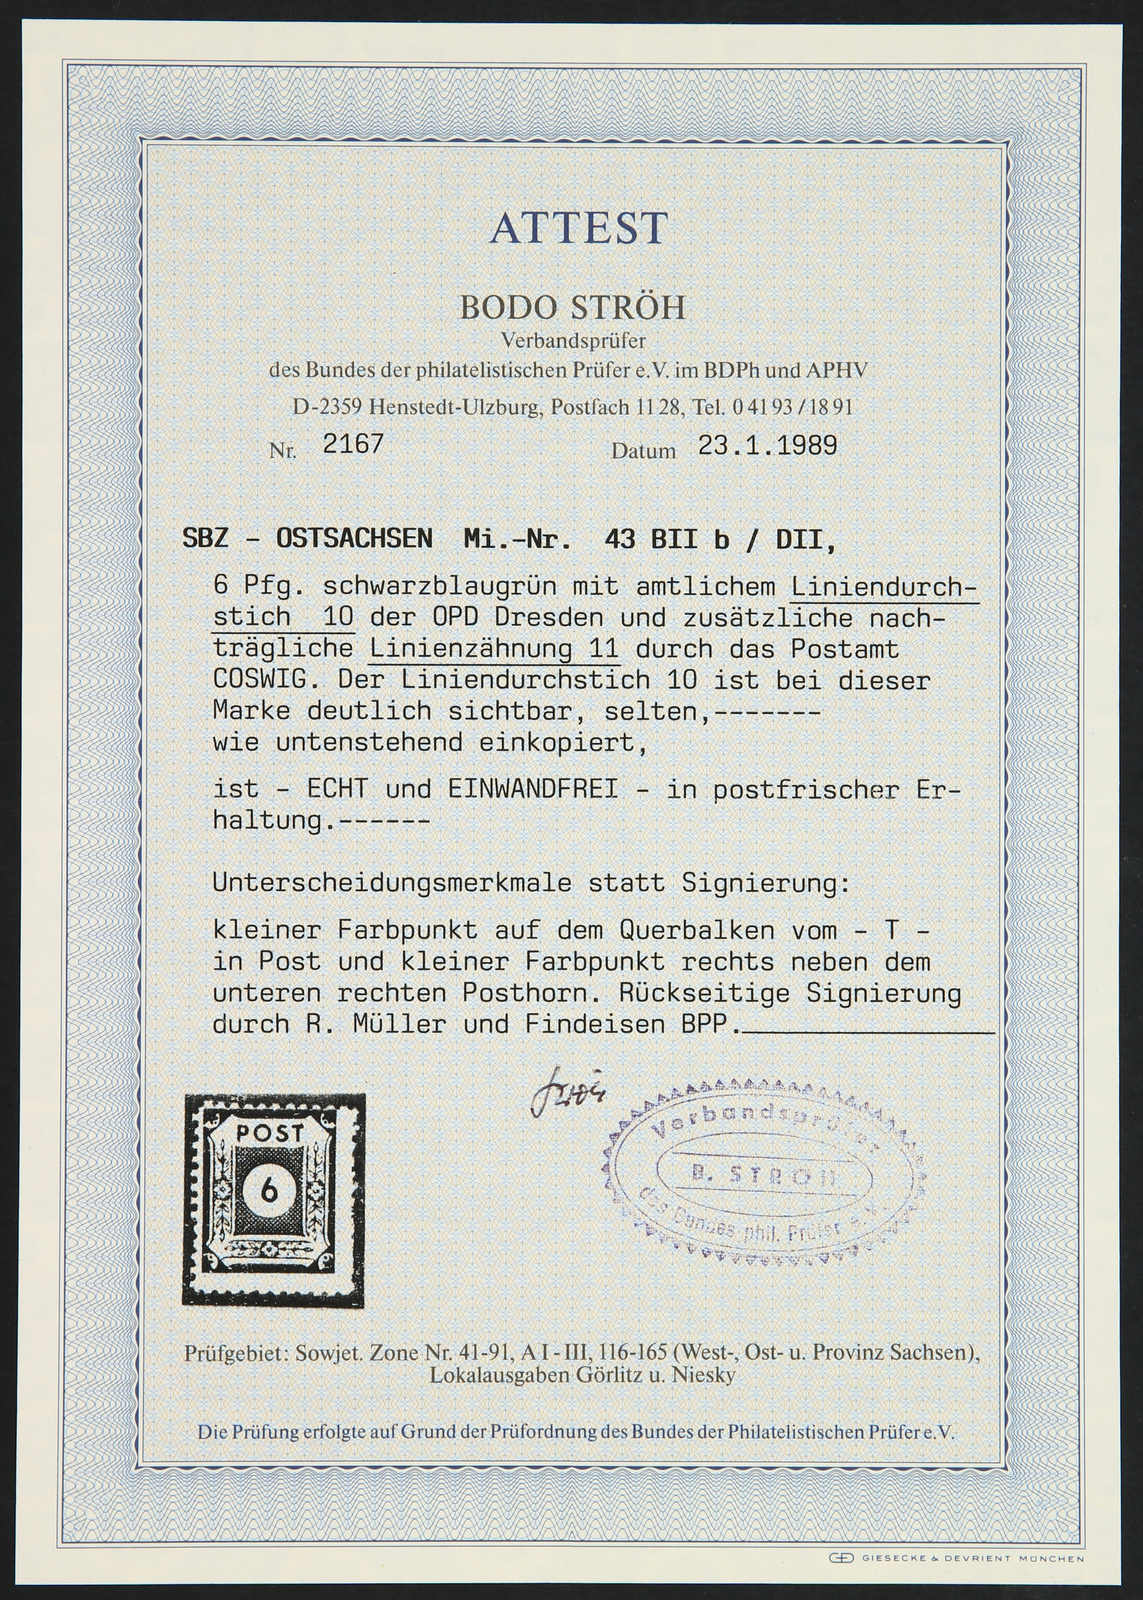 ATTEST
BODO STRÖH
Verbandsprüfer
des Bundes der philatelistischen Prüfer e.V. im BDPh und APHV
D-2359 Henstedt-Ulzburg, Postfach 11 28, Tel. 0 41 93 / 18 91
Nr. 2167 Datum 23.1.1989
SBZ - OSTSACHSEN Mi.-Nr. 43 BII b / DII,
6 Pfg. schwarzblaugrün mit amtlichem Liniendurch-
stich 10 der OPD Dresden und zusätzliche nach-
trägliche Linienzähnung 11 durch das Postamt
COSWIG. Der Liniendurchstich 10 ist bei dieser
Marke deutlich sichtbar, selten,-------
wie untenstehend einkopiert,
ist - ECHT und EINWANDFREI - in postfrischer Er-
haltung.------
Unterscheidungsmerkmale statt Signierung:
kleiner Farbpunkt auf dem Querbalken vom - T -
in Post und kleiner Farbpunkt rechts neben dem
unteren rechten Posthorn. Rückseitige Signierung
durch R. Müller und Findeisen BPP.
Ströh
Verbandsprüfer
B. STRÖH
des Bundes phil. Prüfer e.V.
POST
6
Prüfgebiet: Sowjet. Zone Nr. 41-91, A I - III, 116-165 (West-, Ost- u. Provinz Sachsen),
Lokalausgaben Görlitz u. Niesky
Die Prüfung erfolgte auf Grund der Prüfordnung des Bundes der Philatelistischen Prüfer e.V.
GIESECKE & DEVRIENT MÜNCHEN